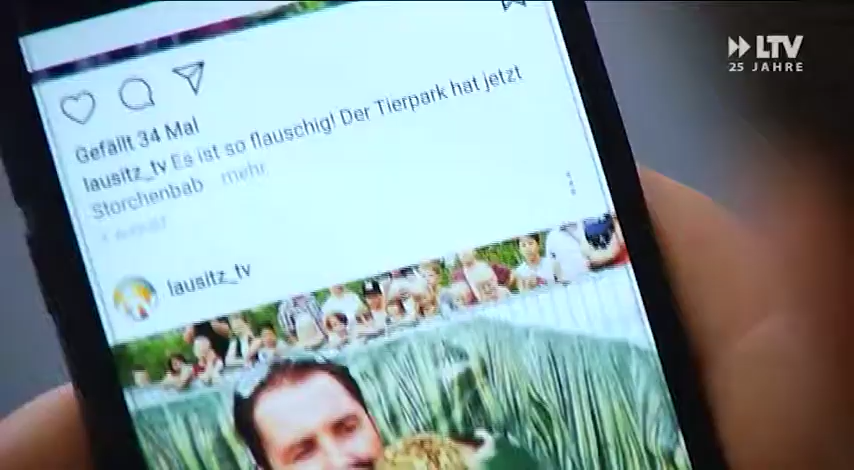 LTV
25 JAHRE
Gefällt 34 Mal
lausitz_tv Es ist so flauschig! Der Tierpark hat jetzt
Storchenbab mehr
lausitz_tv